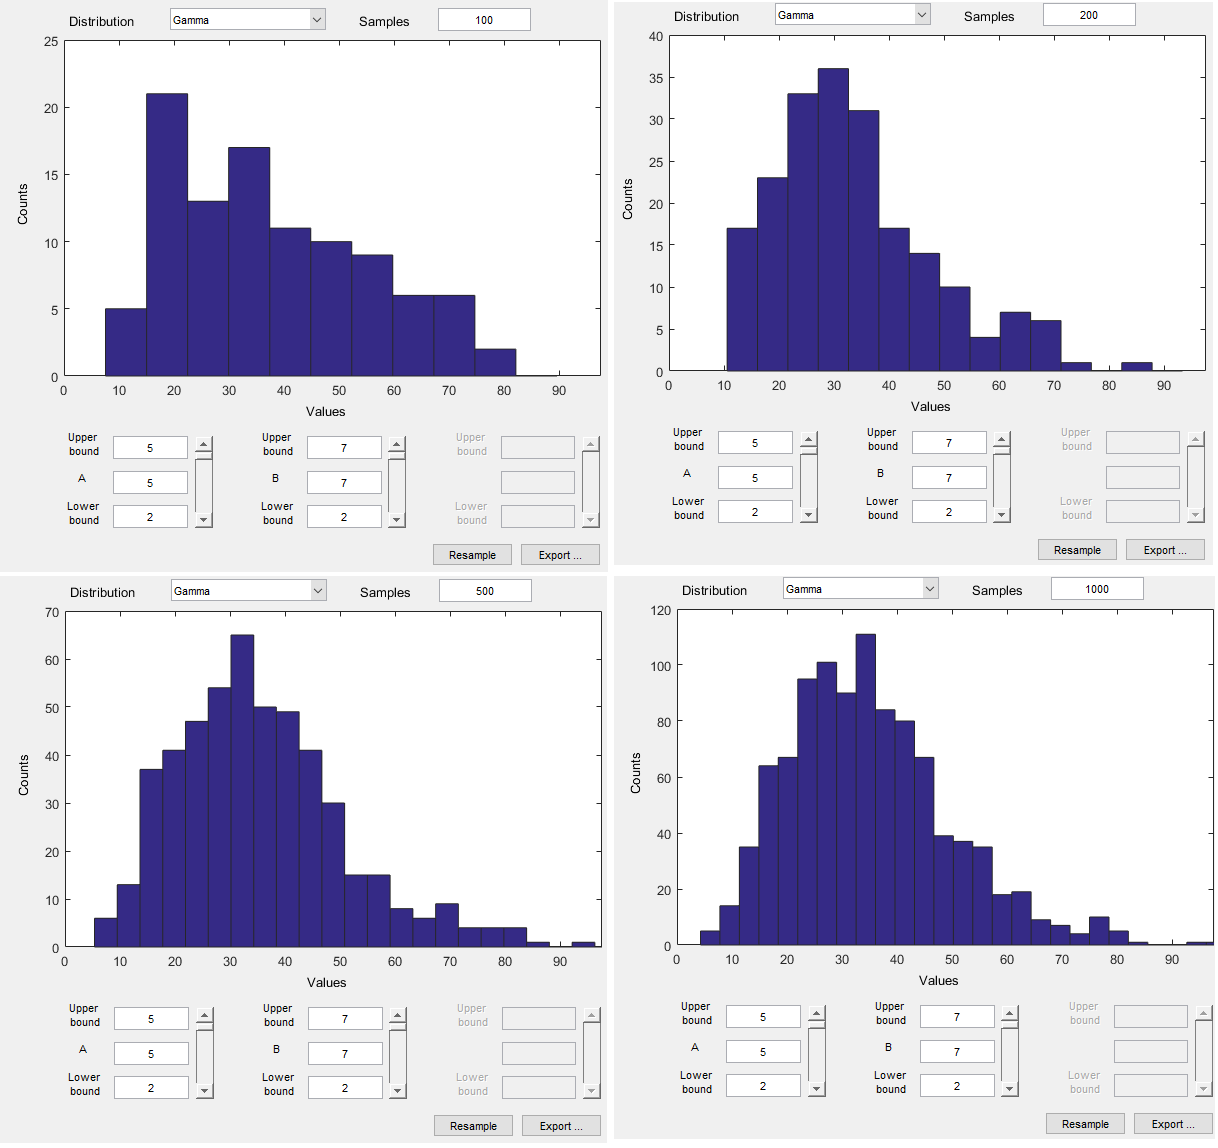 Distribution Gamma Samples 100
25
20
15
10
5
0
Counts
0 10 20 30 40 50 60 70 80 90
Values
Upper bound 5 Upper bound 7 Upper bound
A 5 B 7
Lower bound 2 Lower bound 2 Lower bound
Resample Export ...
Distribution Gamma Samples 200
40
35
30
25
20
15
10
5
0
Counts
0 10 20 30 40 50 60 70 80 90
Values
Upper bound 5 Upper bound 7 Upper bound
A 5 B 7
Lower bound 2 Lower bound 2 Lower bound
Resample Export ...
Distribution Gamma Samples 500
70
60
50
40
30
20
10
0
Counts
0 10 20 30 40 50 60 70 80 90
Values
Upper bound 5 Upper bound 7 Upper bound
A 5 B 7
Lower bound 2 Lower bound 2 Lower bound
Resample Export ...
Distribution Gamma Samples 1000
120
100
80
60
40
20
0
Counts
0 10 20 30 40 50 60 70 80 90
Values
Upper bound 5 Upper bound 7 Upper bound
A 5 B 7
Lower bound 2 Lower bound 2 Lower bound
Resample Export ...